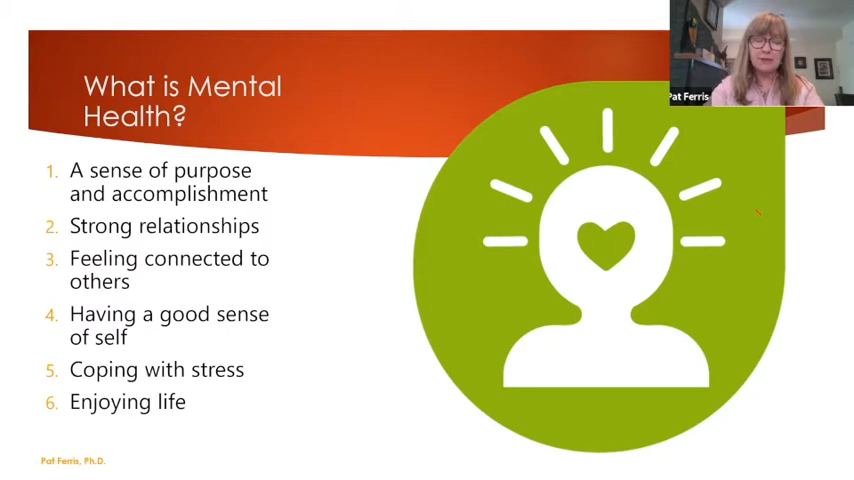 What is Mental
Health?
1. A sense of purpose
and accomplishment
2. Strong relationships
3. Feeling connected to
others
4. Having a good sense
of self
5. Coping with stress
6. Enjoying life
Pat Ferris, Ph.D.
Pat Ferris